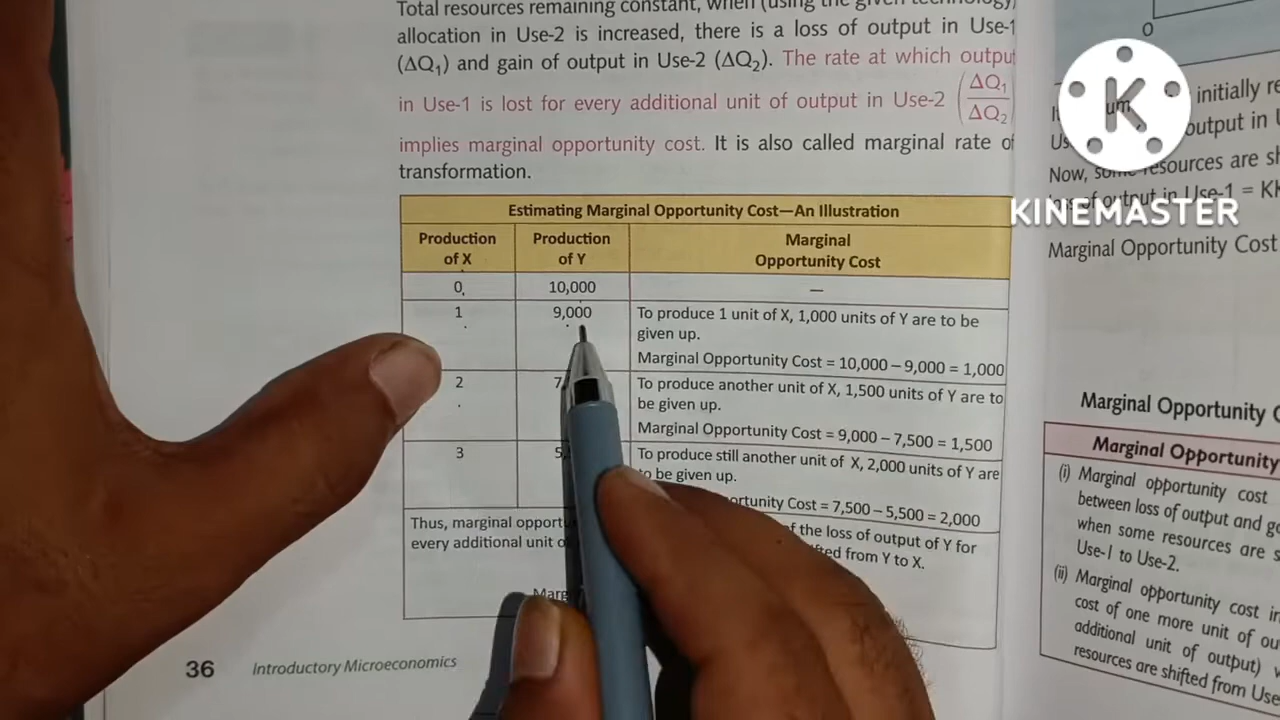 Total resources remaining constant, when (using the given technology)
allocation in Use-2 is increased, there is a loss of output in Use-1
(ΔQ₁) and gain of output in Use-2 (ΔQ₂). The rate at which output
in Use-1 is lost for every additional unit of output in Use-2 (ΔQ₁/ΔQ₂
implies marginal opportunity cost. It is also called marginal rate of
transformation.
Estimating Marginal Opportunity Cost—An Illustration
Production of X
Production of Y
Marginal Opportunity Cost
0 10,000 —
1 9,000 To produce 1 unit of X, 1,000 units of Y are to be
given up.
Marginal Opportunity Cost = 10,000 – 9,000 = 1,000
2 7, To produce another unit of X, 1,500 units of Y are to
be given up.
Marginal Opportunity Cost = 9,000 – 7,500 = 1,500
3 5, To produce still another unit of X, 2,000 units of Y are
to be given up.
Cost = 7,500 – 5,500 = 2,000
Thus, marginal of the loss of output of Y for
every additional unit from Y to X.
36 Introductory Microeconomics
O
initially
output in
Now, some resources are
loss of output in Use-1 =
Marginal Opportunity Cost
Marginal Opportunity
Marginal Opportunity
(i) Marginal opportunity cost
between loss of output and
when some resources are
Use-1 to Use-2.
(ii) Marginal opportunity cost
cost of one more unit of
additional unit of output)
resources are shifted from
K
KINEMASTER